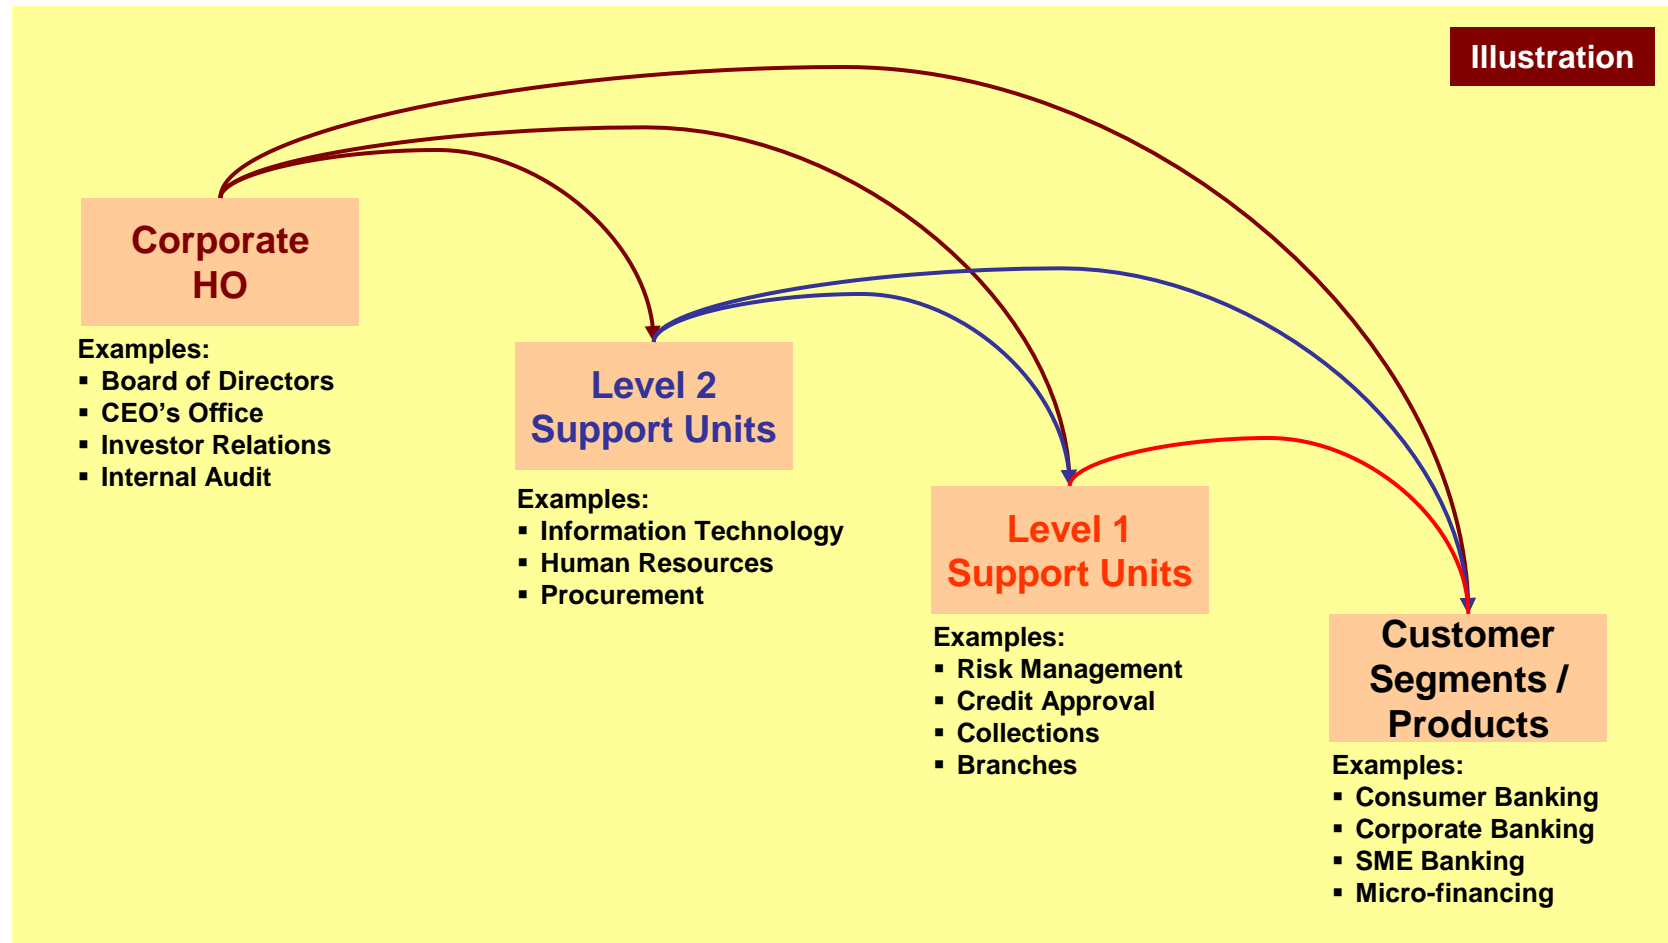 Illustration
Corporate
HO
Examples:
▪ Board of Directors
▪ CEO’s Office
▪ Investor Relations
▪ Internal Audit
Level 2
Support Units
Examples:
▪ Information Technology
▪ Human Resources
▪ Procurement
Level 1
Support Units
Examples:
▪ Risk Management
▪ Credit Approval
▪ Collections
▪ Branches
Customer
Segments /
Products
Examples:
▪ Consumer Banking
▪ Corporate Banking
▪ SME Banking
▪ Micro-financing